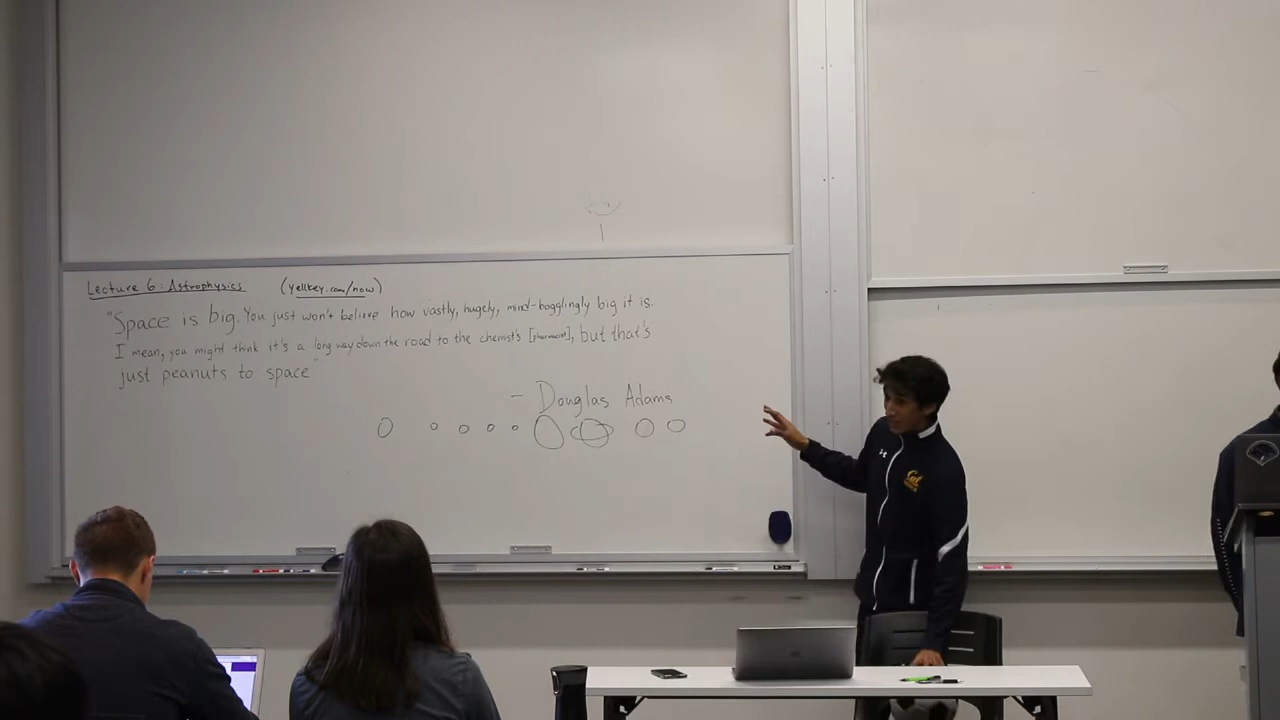 Lecture 6: Astrophysics (yellkey.com/now)
"Space is big. You just won't believe how vastly, hugely, mind-bogglingly big it is.
I mean, you might think it's a long way down the road to the chemist's [pharmacist], but that's
just peanuts to space"
- Douglas Adams
Cal